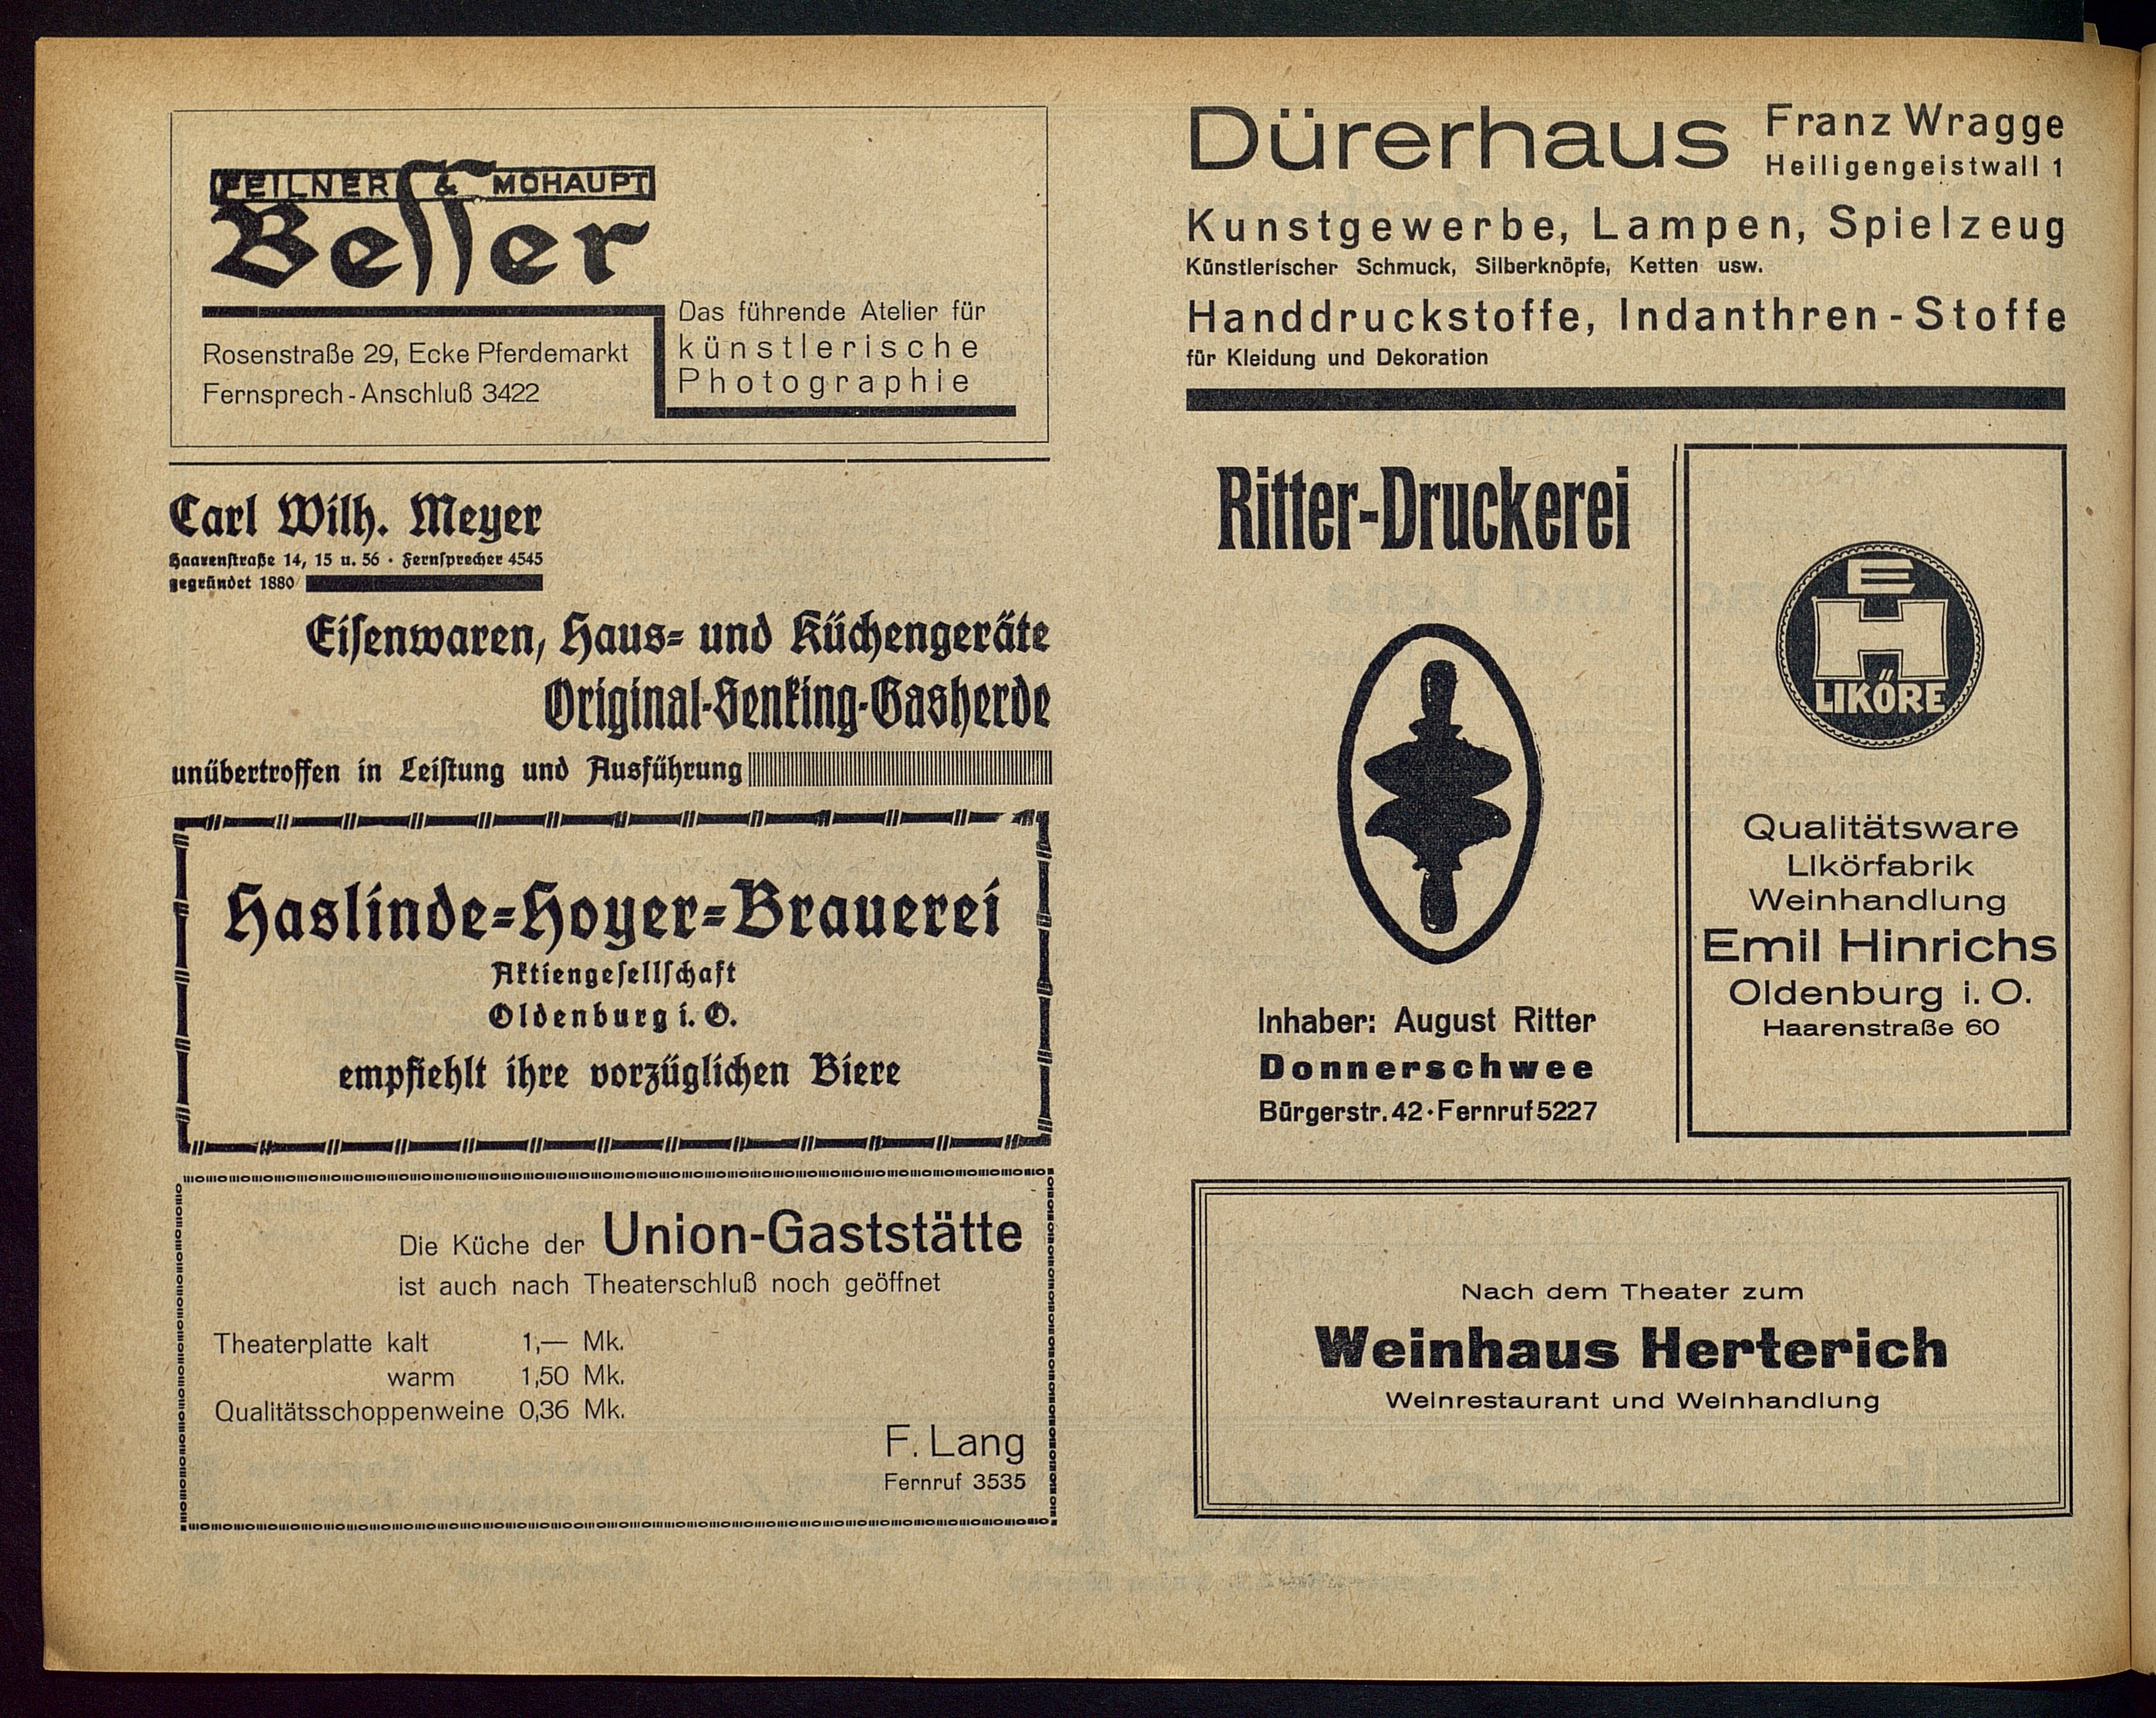 FEILNER & MOHAUPT
Besser
Das führende Atelier für
künstlerische
Photographie
Rosenstraße 29, Ecke Pferdemarkt
Fernsprech-Anschluß 3422
Carl Wilh. Meyer
Haarenstraße 14, 15 u. 56 · Fernsprecher 4545
gegründet 1880
Eisenwaren, Haus- und Küchengeräte
Original-Senking-Gasherde
unübertroffen in Leistung und Ausführung
Haslinde-Hoyer-Brauerei
Aktiengesellschaft
Oldenburg i. O.
empfiehlt ihre vorzüglichen Biere
Die Küche der Union-Gaststätte
ist auch nach Theaterschluß noch geöffnet
Theaterplatte kalt 1,— Mk.
warm 1,50 Mk.
Qualitätsschoppenweine 0,36 Mk.
F. Lang
Fernruf 3535
Dürerhaus Franz Wragge
Heiligengeistwall 1
Kunstgewerbe, Lampen, Spielzeug
Künstlerischer Schmuck, Silberknöpfe, Ketten usw.
Handdruckstoffe, Indanthren-Stoffe
für Kleidung und Dekoration
Ritter-Druckerei
Inhaber: August Ritter
Donnerschwee
Bürgerstr. 42 · Fernruf 5227
E
H
LIKÖRE
Qualitätsware
Likörfabrik
Weinhandlung
Emil Hinrichs
Oldenburg i. O.
Haarenstraße 60
Nach dem Theater zum
Weinhaus Herterich
Weinrestaurant und Weinhandlung